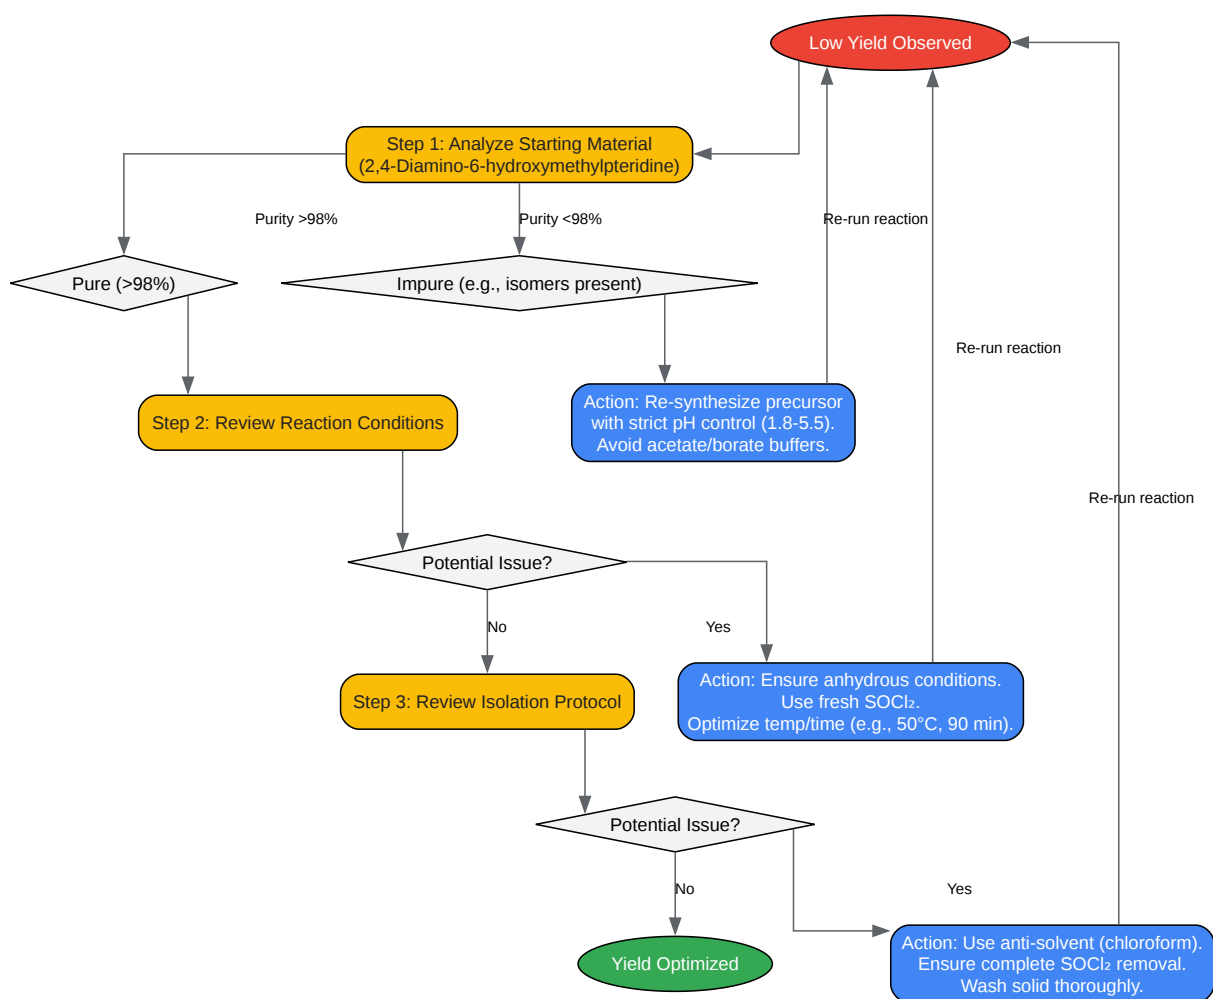 Low Yield Observed
Step 1: Analyze Starting Material
(2,4-Diamino-6-hydroxymethylpteridine)
Purity >98%
Purity <98%
Re-run reaction
Pure (>98%)
Impure (e.g., isomers present)
Re-run reaction
Action: Re-synthesize precursor
with strict pH control (1.8-5.5).
Avoid acetate/borate buffers.
Step 2: Review Reaction Conditions
Re-run reaction
Potential Issue?
No
Yes
Action: Ensure anhydrous conditions.
Use fresh SOCl₂.
Optimize temp/time (e.g., 50°C, 90 min).
Step 3: Review Isolation Protocol
Potential Issue?
No
Yes
Action: Use anti-solvent (chloroform).
Ensure complete SOCl₂ removal.
Wash solid thoroughly.
Yield Optimized